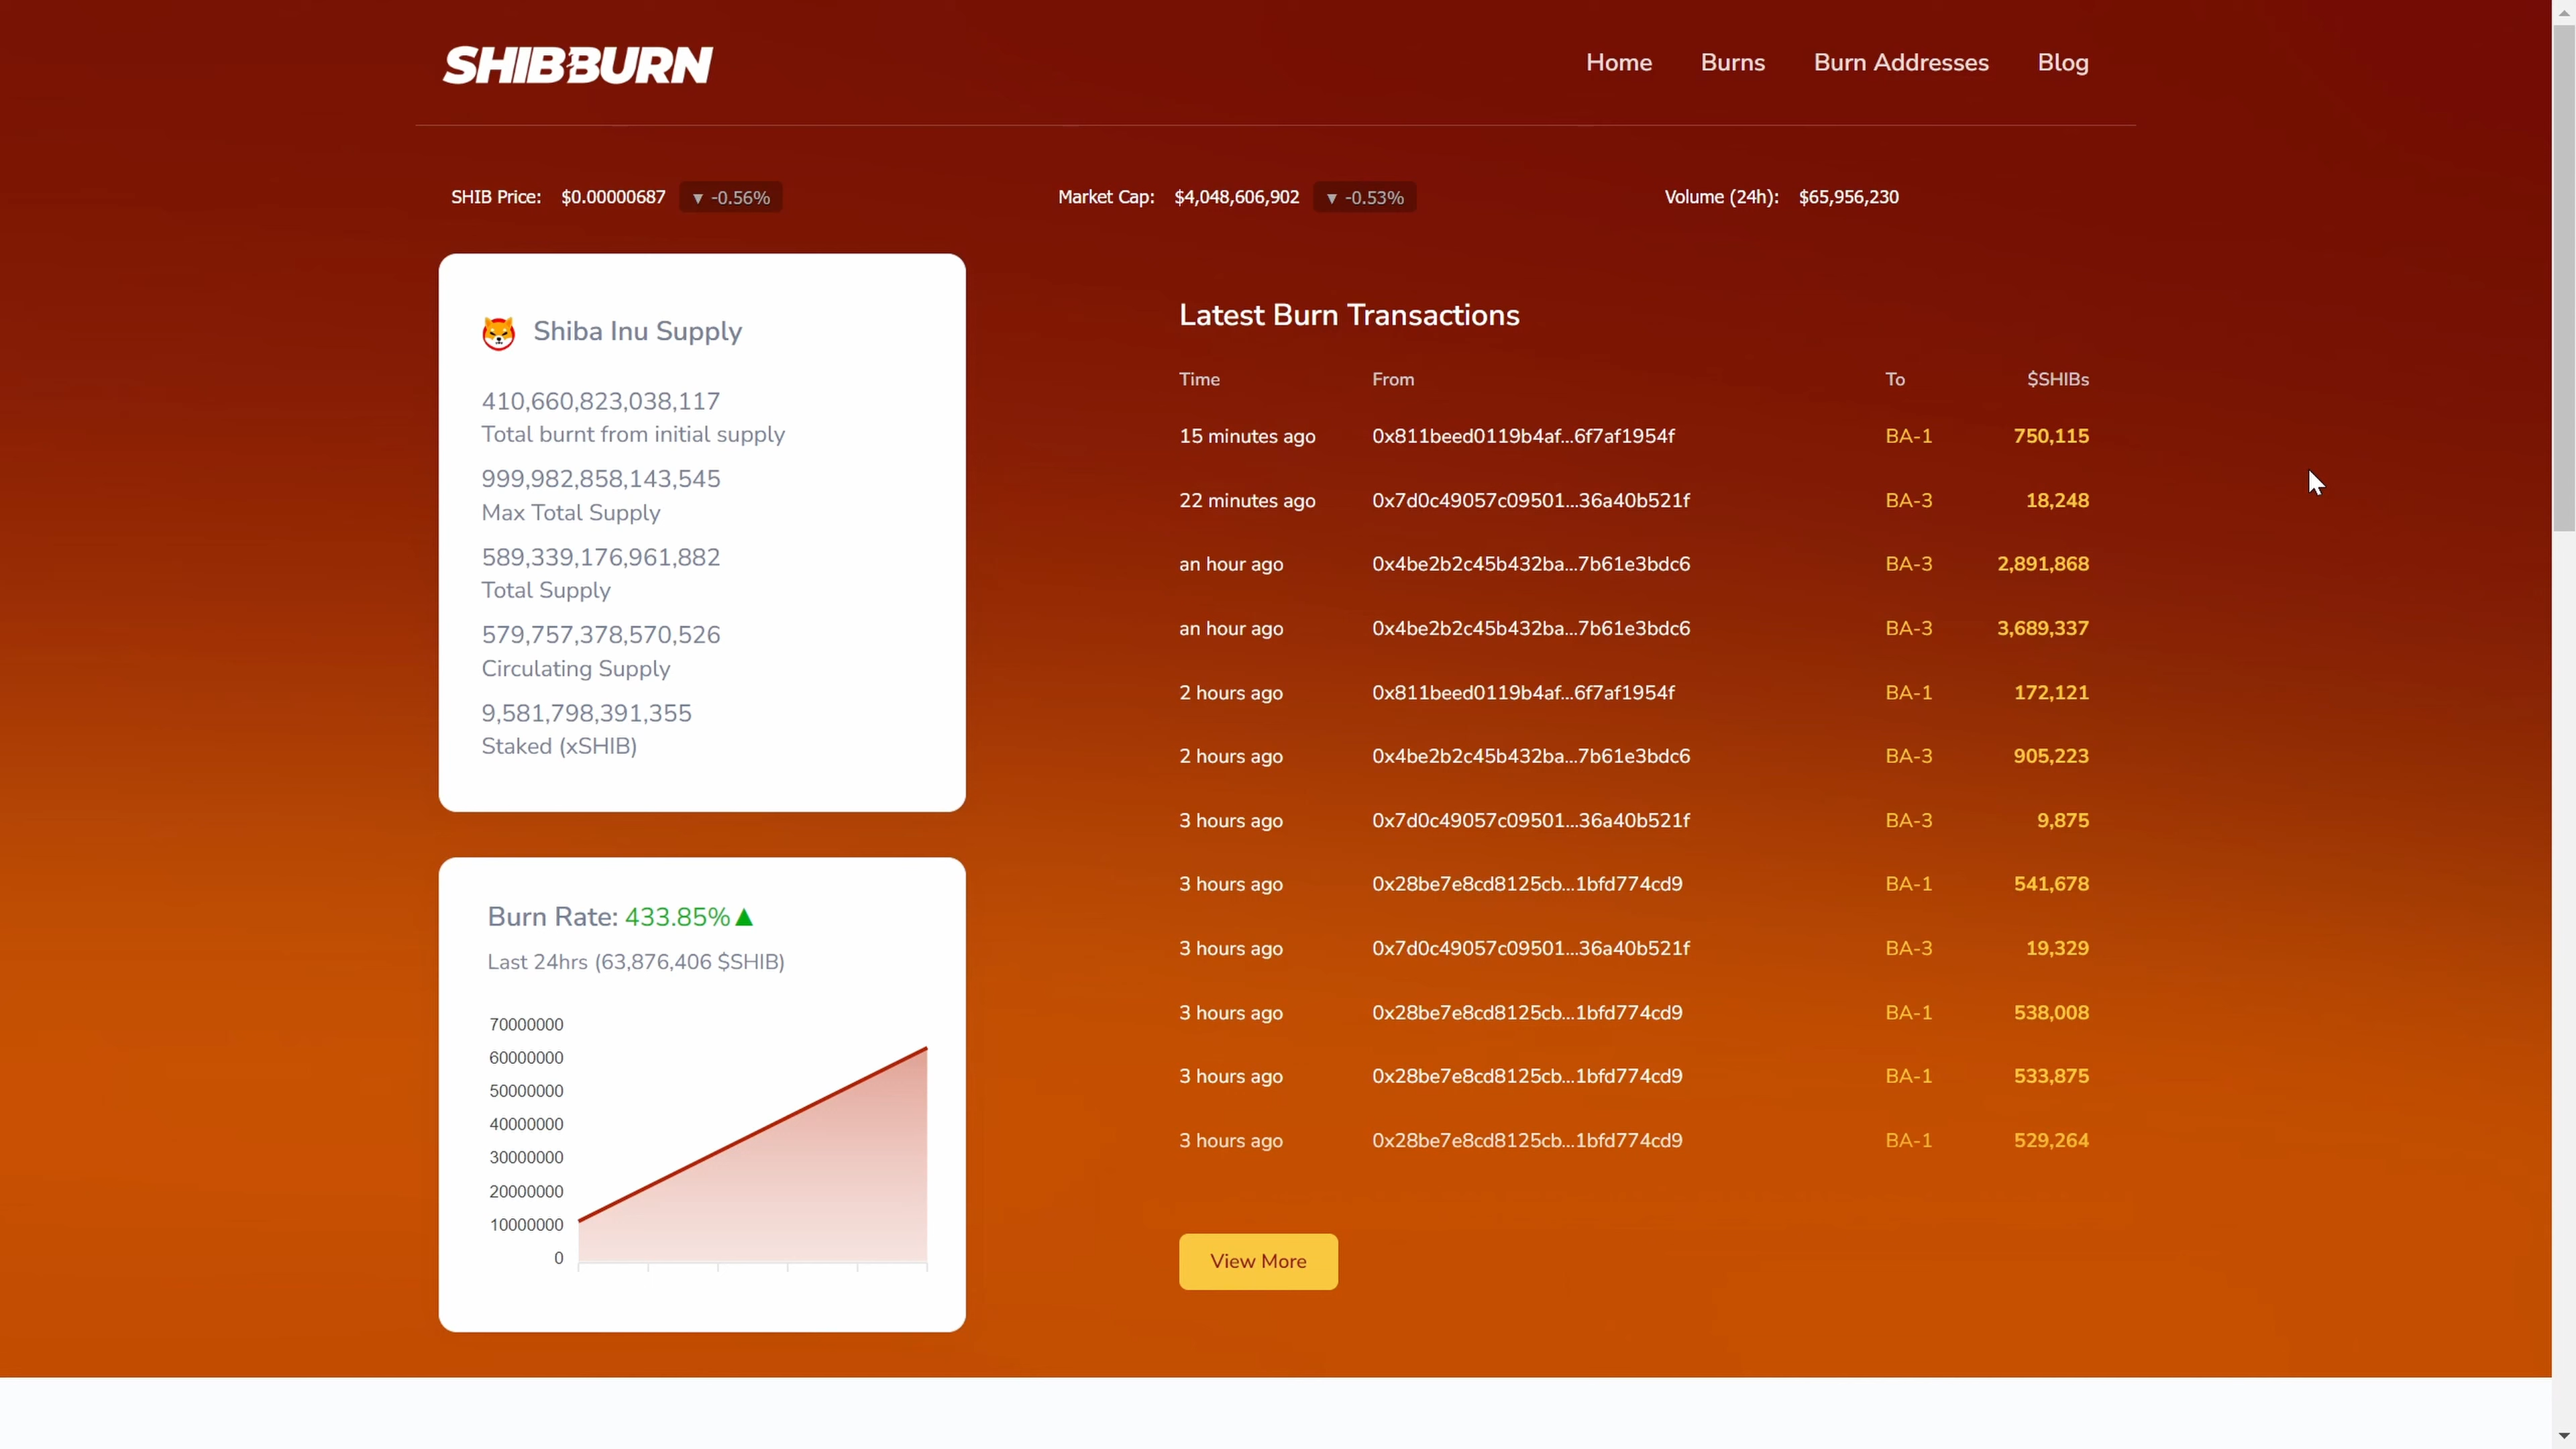 SHIBBURN
Home Burns Burn Addresses Blog
SHIB Price: $0.00000687 ▼ -0.56% Market Cap: $4,048,606,902 ▼ -0.53% Volume (24h): $65,956,230
Shiba Inu Supply
410,660,823,038,117
Total burnt from initial supply
999,982,858,143,545
Max Total Supply
589,339,176,961,882
Total Supply
579,757,378,570,526
Circulating Supply
9,581,798,391,355
Staked (xSHIB)
Burn Rate: 433.85%▲
Last 24hrs (63,876,406 $SHIB)
70000000
60000000
50000000
40000000
30000000
20000000
10000000
0
Latest Burn Transactions
Time From To $SHIBs
15 minutes ago 0x811beed0119b4af...6f7af1954f BA-1 750,115
22 minutes ago 0x7d0c49057c09501...36a40b521f BA-3 18,248
an hour ago 0x4be2b2c45b432ba...7b61e3bdc6 BA-3 2,891,868
an hour ago 0x4be2b2c45b432ba...7b61e3bdc6 BA-3 3,689,337
2 hours ago 0x811beed0119b4af...6f7af1954f BA-1 172,121
2 hours ago 0x4be2b2c45b432ba...7b61e3bdc6 BA-3 905,223
3 hours ago 0x7d0c49057c09501...36a40b521f BA-3 9,875
3 hours ago 0x28be7e8cd8125cb...1bfd774cd9 BA-1 541,678
3 hours ago 0x7d0c49057c09501...36a40b521f BA-3 19,329
3 hours ago 0x28be7e8cd8125cb...1bfd774cd9 BA-1 538,008
3 hours ago 0x28be7e8cd8125cb...1bfd774cd9 BA-1 533,875
3 hours ago 0x28be7e8cd8125cb...1bfd774cd9 BA-1 529,264
View More